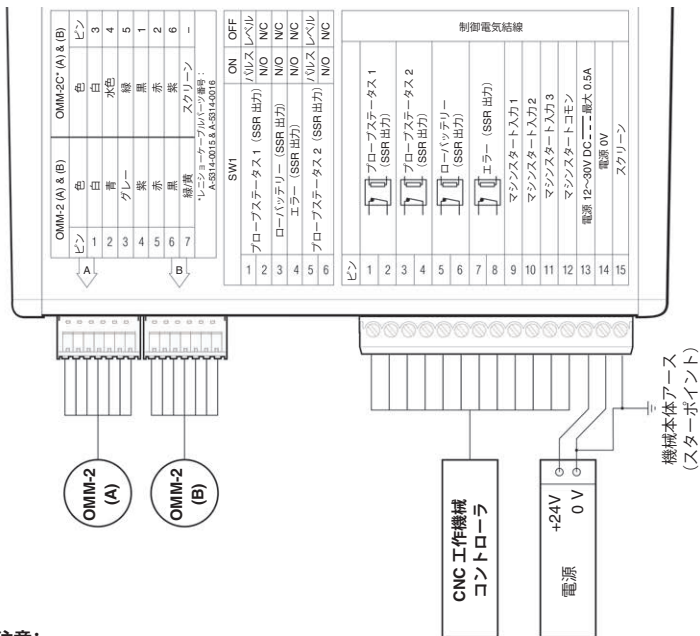 OMM-2 (A) & (B) OMM-2C* (A) & (B)
ピン 色 色 ピン
1 白 白 3
2 青 水色 4
3 グレー 緑 5
4 紫 黒 1
5 赤 赤 2
6 黒 紫 6
7 緑/黄 スクリーン –
*レニショーケーブルパーツ番号：
A-5314-0015 & A-5314-0016
A
B
SW1 ON OFF
1 プローブステータス 1（SSR 出力） パルス レベル
2 N/O N/C
3 ローバッテリー（SSR 出力） N/O N/C
4 エラー（SSR 出力） N/O N/C
5 プローブステータス 2（SSR 出力） パルス レベル
6 N/O N/C
ピン 制御電気結線
1 2 プローブステータス 1
（SSR 出力）
3 4 プローブステータス 2
（SSR 出力）
5 6 ローバッテリー
（SSR 出力）
7 8 エラー（SSR 出力）
9 マシンスタート入力 1
10 マシンスタート入力 2
11 マシンスタート入力 3
12 マシンスタートコモン
13 電源 12～30V DC 最大 0.5A
14 電源 0V
15 スクリーン
OMM-2
(A)
OMM-2
(B)
CNC 工作機械
コントローラ
+24V
0 V
電源
機械本体アース
（スターポイント）
注意：